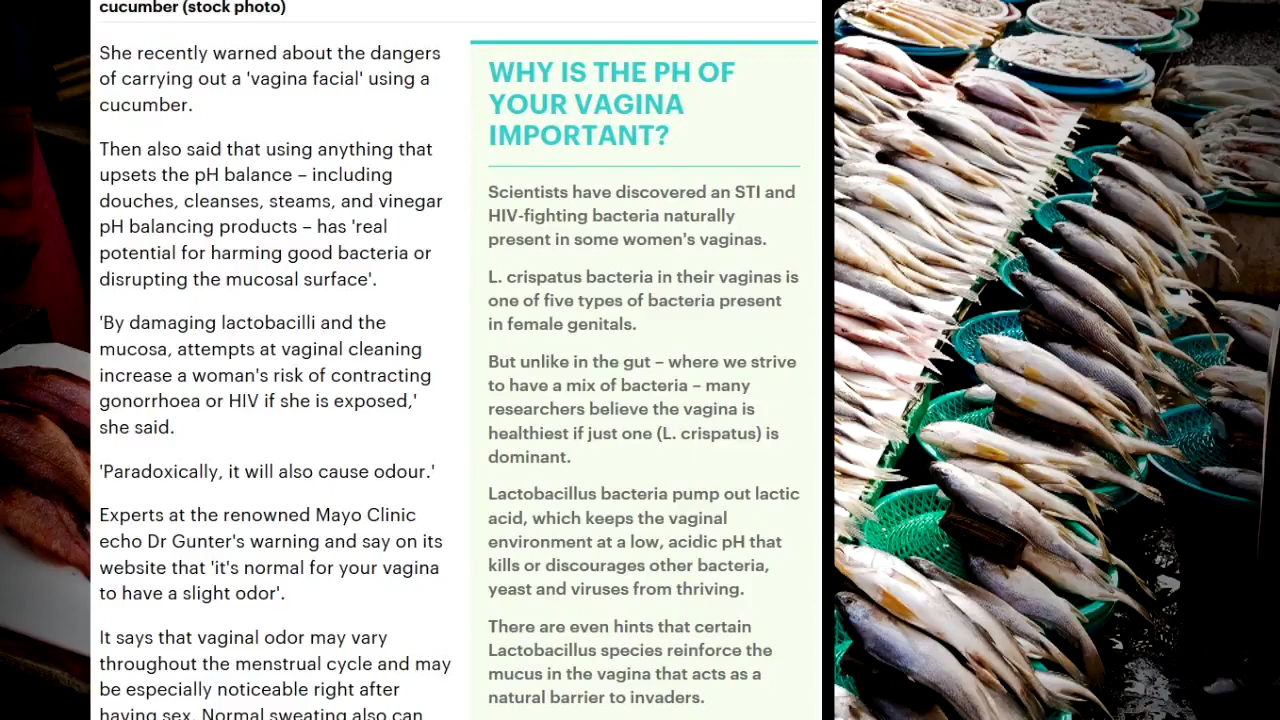 cucumber (stock photo)
She recently warned about the dangers
of carrying out a 'vagina facial' using a
cucumber.
Then also said that using anything that
upsets the pH balance – including
douches, cleanses, steams, and vinegar
pH balancing products – has 'real
potential for harming good bacteria or
disrupting the mucosal surface'.
'By damaging lactobacilli and the
mucosa, attempts at vaginal cleaning
increase a woman's risk of contracting
gonorrhoea or HIV if she is exposed,'
she said.
'Paradoxically, it will also cause odour.'
Experts at the renowned Mayo Clinic
echo Dr Gunter's warning and say on its
website that 'it's normal for your vagina
to have a slight odor'.
It says that vaginal odor may vary
throughout the menstrual cycle and may
be especially noticeable right after
having sex. Normal sweating also can
WHY IS THE PH OF
YOUR VAGINA
IMPORTANT?
Scientists have discovered an STI and
HIV-fighting bacteria naturally
present in some women's vaginas.
L. crispatus bacteria in their vaginas is
one of five types of bacteria present
in female genitals.
But unlike in the gut – where we strive
to have a mix of bacteria – many
researchers believe the vagina is
healthiest if just one (L. crispatus) is
dominant.
Lactobacillus bacteria pump out lactic
acid, which keeps the vaginal
environment at a low, acidic pH that
kills or discourages other bacteria,
yeast and viruses from thriving.
There are even hints that certain
Lactobacillus species reinforce the
mucus in the vagina that acts as a
natural barrier to invaders.